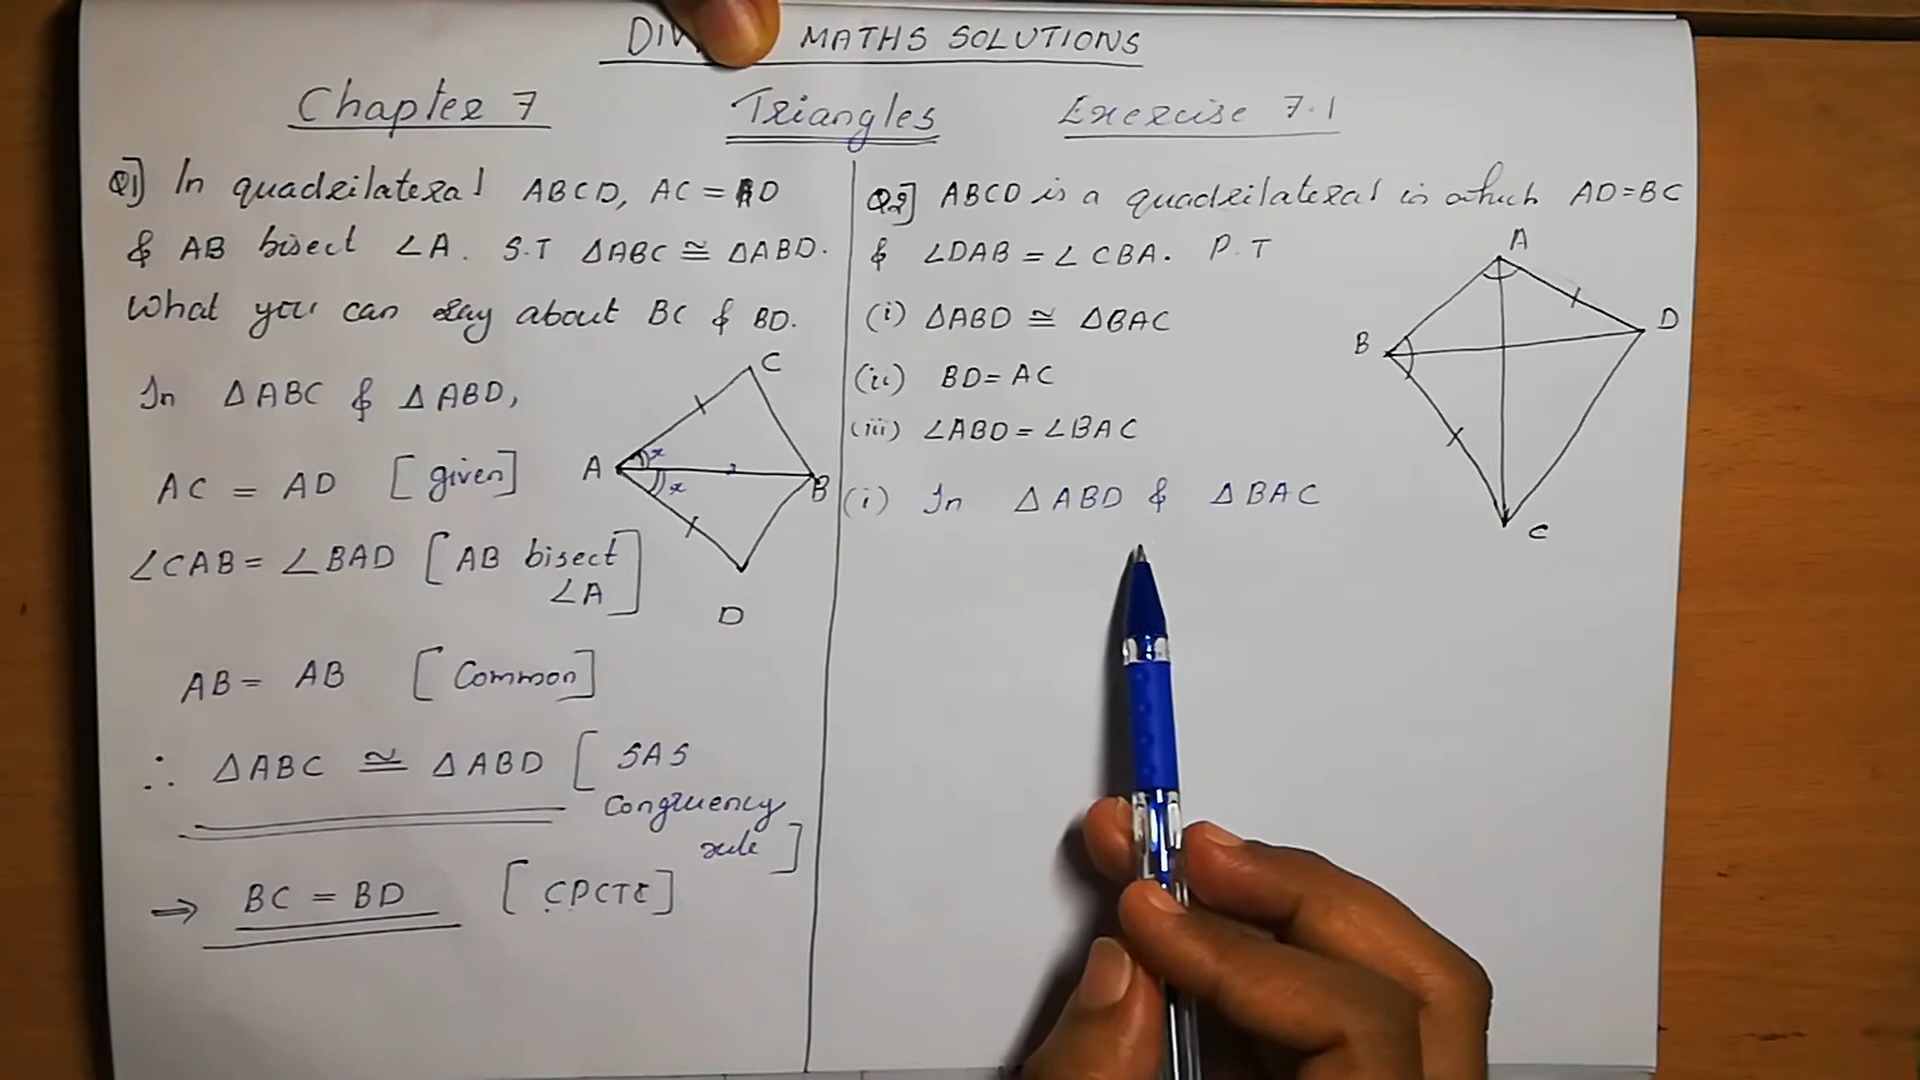 MATHS SOLUTIONS
Chapter 7 Triangles Exercise 7.1
Q1] In quadrilateral ABCD, AC = AD
& AB bisect ∠A. S.T ΔABC ≅ ΔABD.
What you can say about BC & BD.
In ΔABC & ΔABD,
AC = AD [given]
∠CAB = ∠BAD [AB bisect
∠A]
AB = AB [Common]
∴ ΔABC ≅ ΔABD [SAS
Congruency
rule]
⇒ BC = BD [CPCTC]
C
A
x
x
B
D
Q2] ABCD is a quadrilateral in which AD=BC
& ∠DAB = ∠CBA. P.T
(i) ΔABD ≅ ΔBAC
(ii) BD = AC
(iii) ∠ABD = ∠BAC
(i) In ΔABD & ΔBAC
A
D
B
C